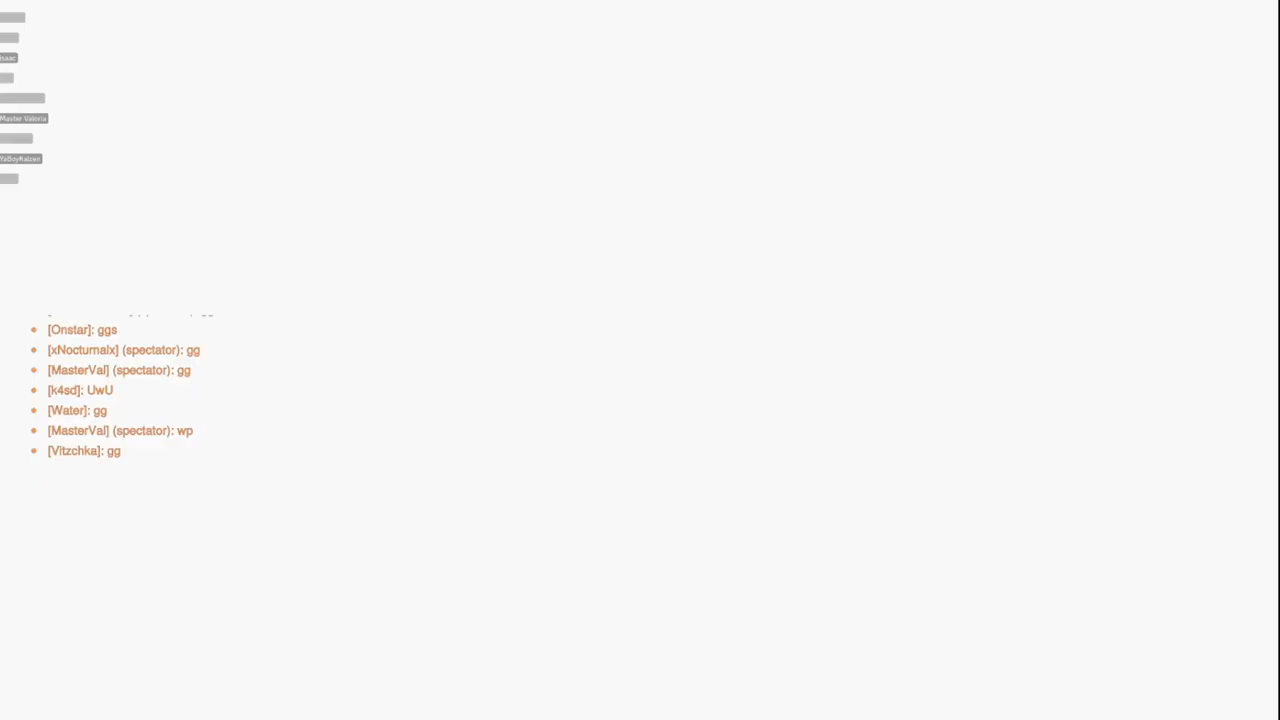 Isaac
Master Valoria
YaBoyRatzen
[Onstar]: ggs
[xNocturnalx] (spectator): gg
[MasterVal] (spectator): gg
[k4sd]: UwU
[Water]: gg
[MasterVal] (spectator): wp
[Vitzchka]: gg